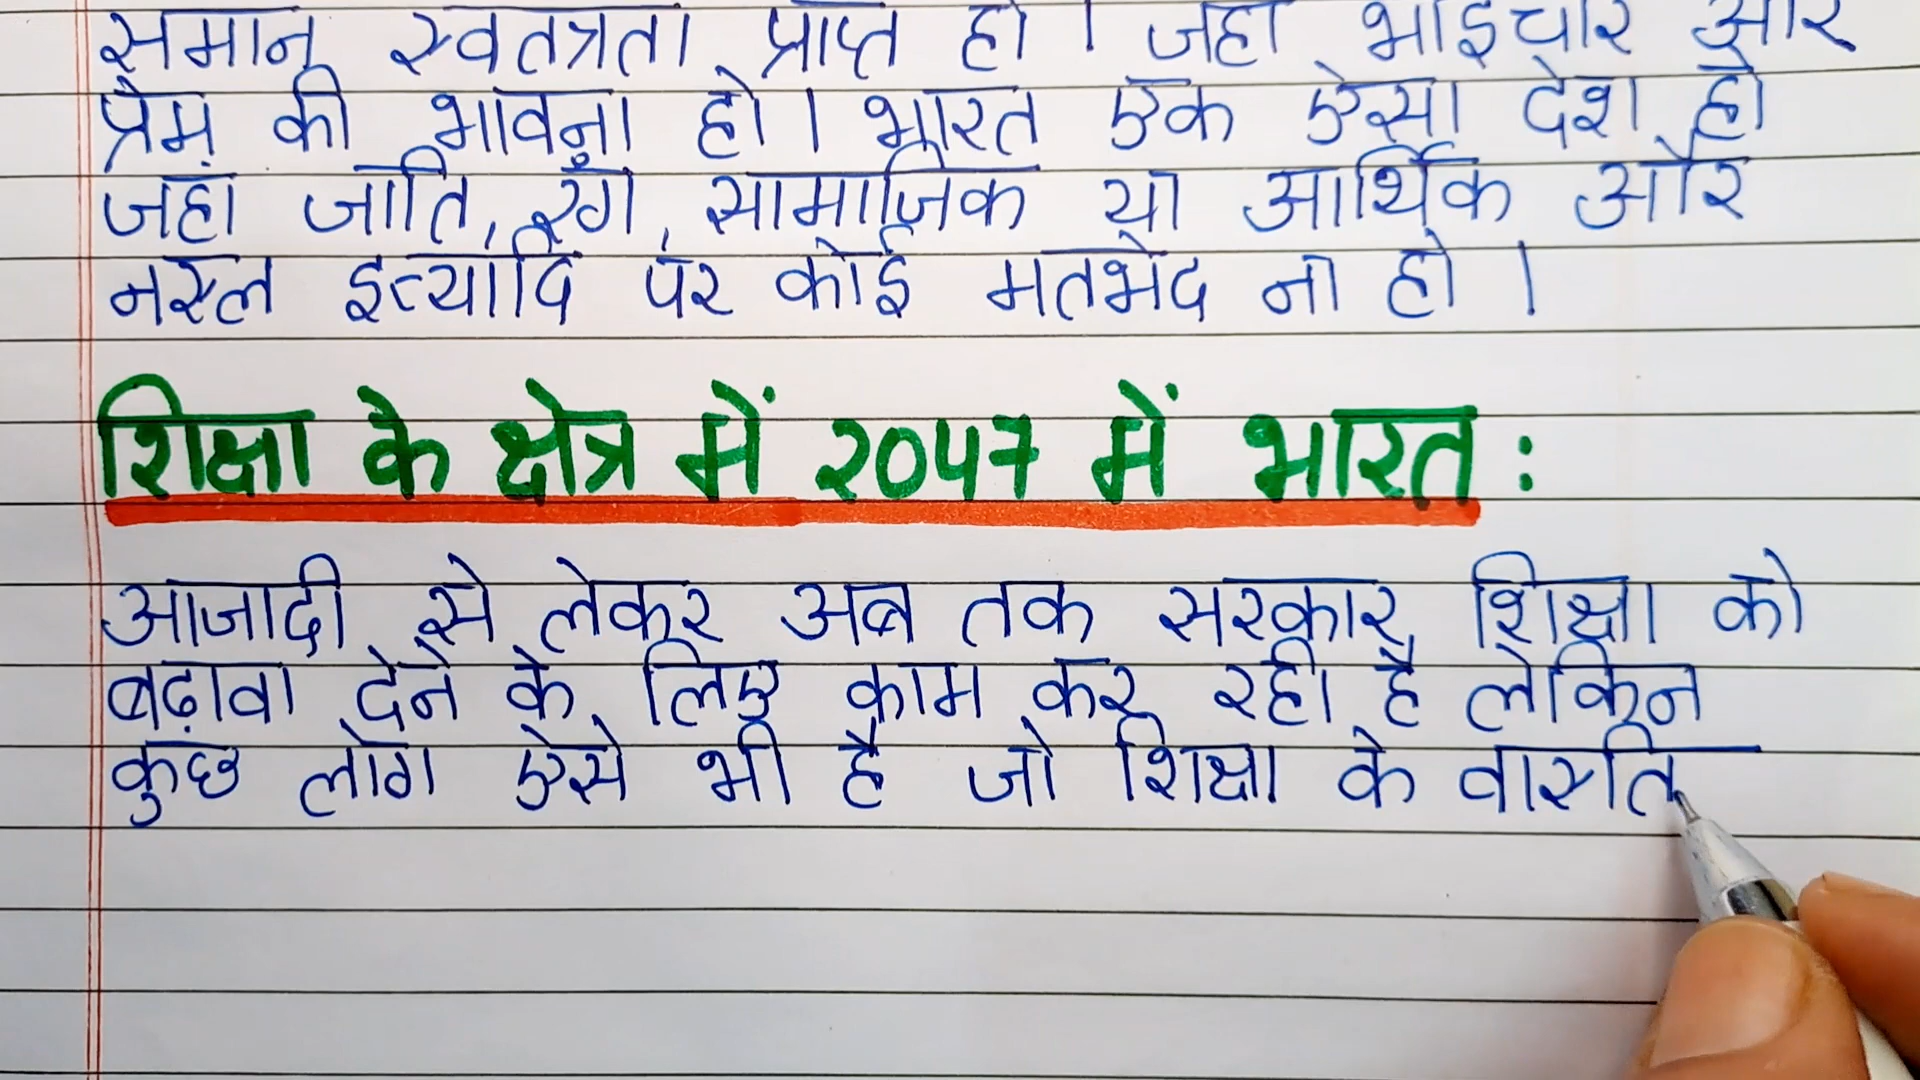 समान स्वतंत्रता प्राप्त हो । जहां भाईचारे और
प्रेम की भावना हो । भारत एक ऐसा देश हो
जहां जाति, रंग, सामाजिक या आर्थिक और
नस्ल इत्यादि पर कोई मतभेद ना हो ।
शिक्षा के क्षेत्र में 2047 में भारत :
आजादी से लेकर अब तक सरकार शिक्षा को
बढ़ावा देने के लिए काम कर रही है लेकिन
कुछ लोग ऐसे भी है जो शिक्षा के वास्ति